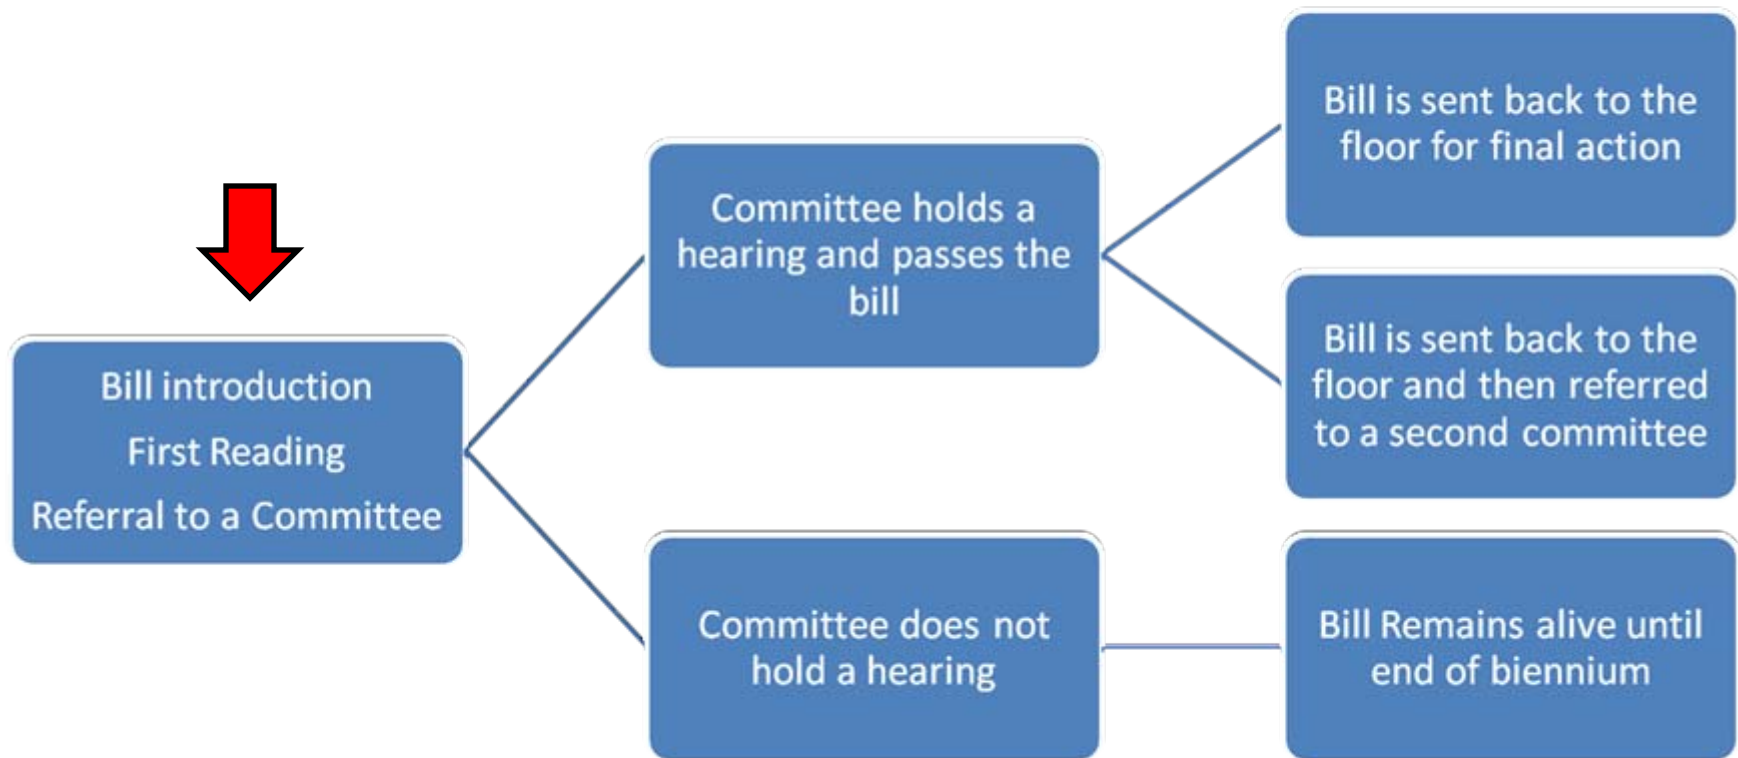 Bill introduction
First Reading
Referral to a Committee
Committee holds a
hearing and passes the
bill
Committee does not
hold a hearing
Bill is sent back to the
floor for final action
Bill is sent back to the
floor and then referred
to a second committee
Bill Remains alive until
end of biennium